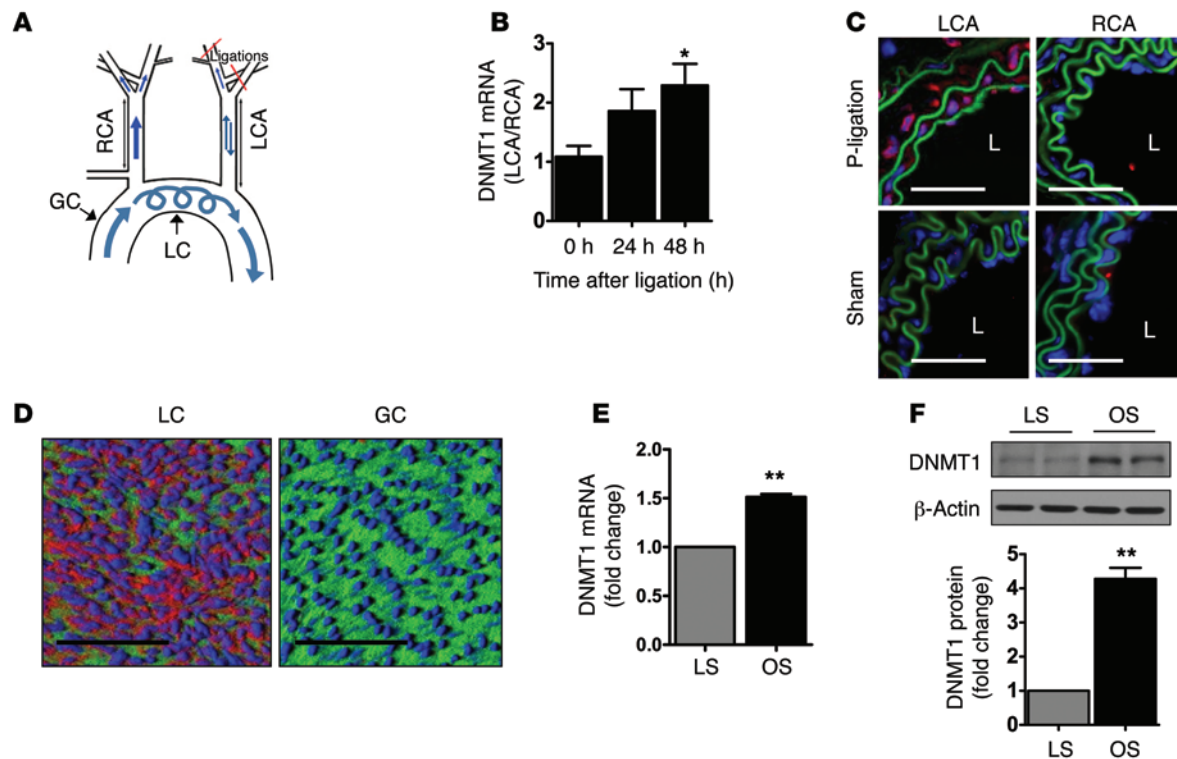 A
Ligations
RCA
LCA
GC
LC
B
DNMT1 mRNA
(LCA/RCA)
3
2
1
0
*
0 h 24 h 48 h
Time after ligation (h)
C
LCA RCA
P-ligation
L L
Sham
L L
D
LC GC
E
DNMT1 mRNA
(fold change)
2.0
1.5
1.0
0.5
0.0
**
LS OS
F
LS OS
DNMT1
β-Actin
DNMT1 protein
(fold change)
5
4
3
2
1
0
**
LS OS